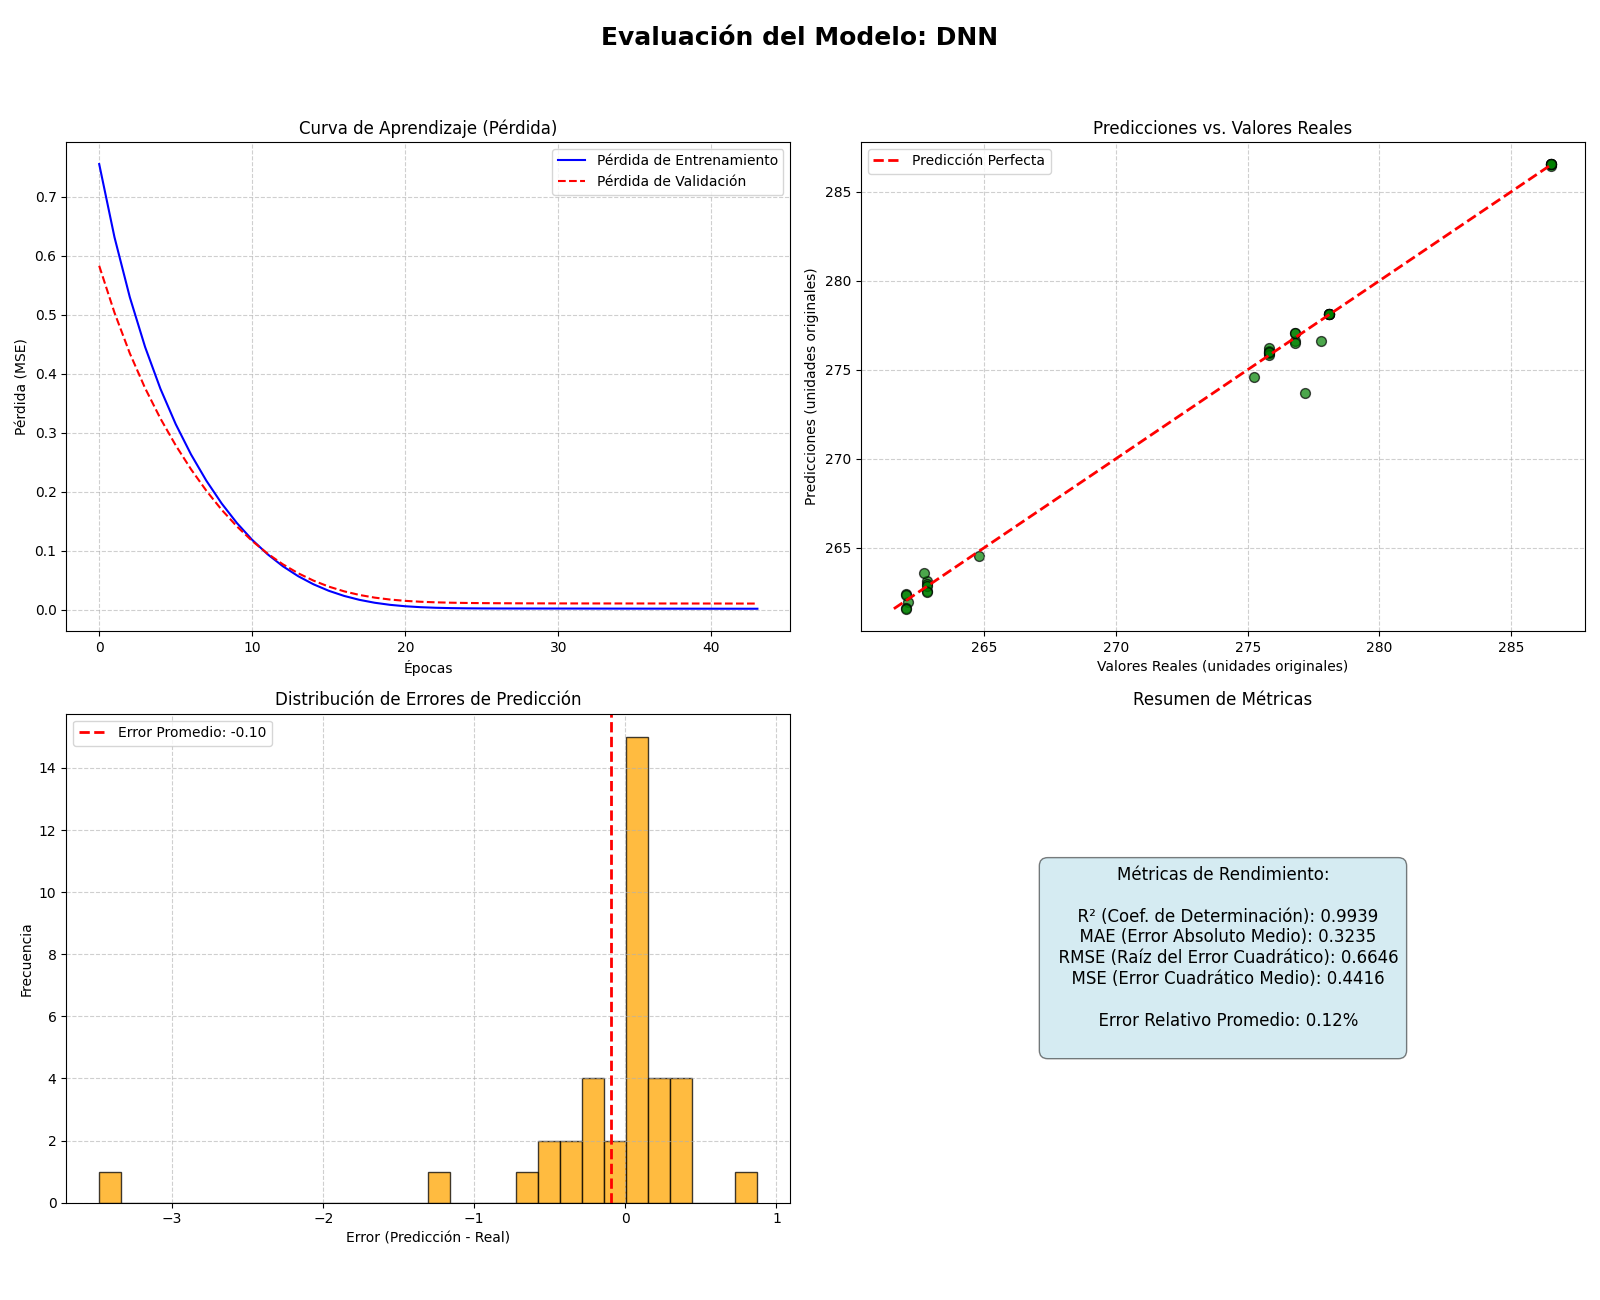 Evaluación del Modelo: DNN
Curva de Aprendizaje (Pérdida)
Pérdida de Entrenamiento
Pérdida de Validación
0.7
0.6
0.5
0.4
0.3
0.2
0.1
0.0
Pérdida (MSE)
0
10
20
30
40
Épocas
Predicciones vs. Valores Reales
Predicción Perfecta
285
280
275
270
265
Predicciones (unidades originales)
265
270
275
280
285
Valores Reales (unidades originales)
Distribución de Errores de Predicción
Error Promedio: -0.10
14
12
10
8
6
4
2
0
Frecuencia
−3
−2
−1
0
1
Error (Predicción - Real)
Resumen de Métricas
Métricas de Rendimiento:
R² (Coef. de Determinación): 0.9939
MAE (Error Absoluto Medio): 0.3235
RMSE (Raíz del Error Cuadrático): 0.6646
MSE (Error Cuadrático Medio): 0.4416
Error Relativo Promedio: 0.12%